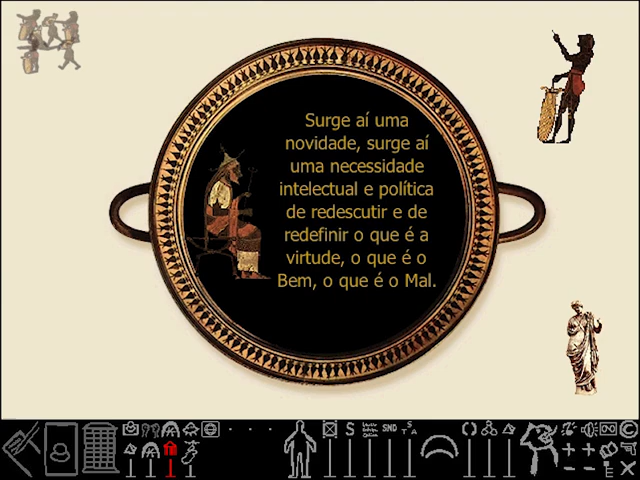 Surge aí uma
novidade, surge aí
uma necessidade
intelectual e política
de redescutir e de
redefinir o que é a
virtude, o que é o
Bem, o que é o Mal.
S
SND
T S A
©
E